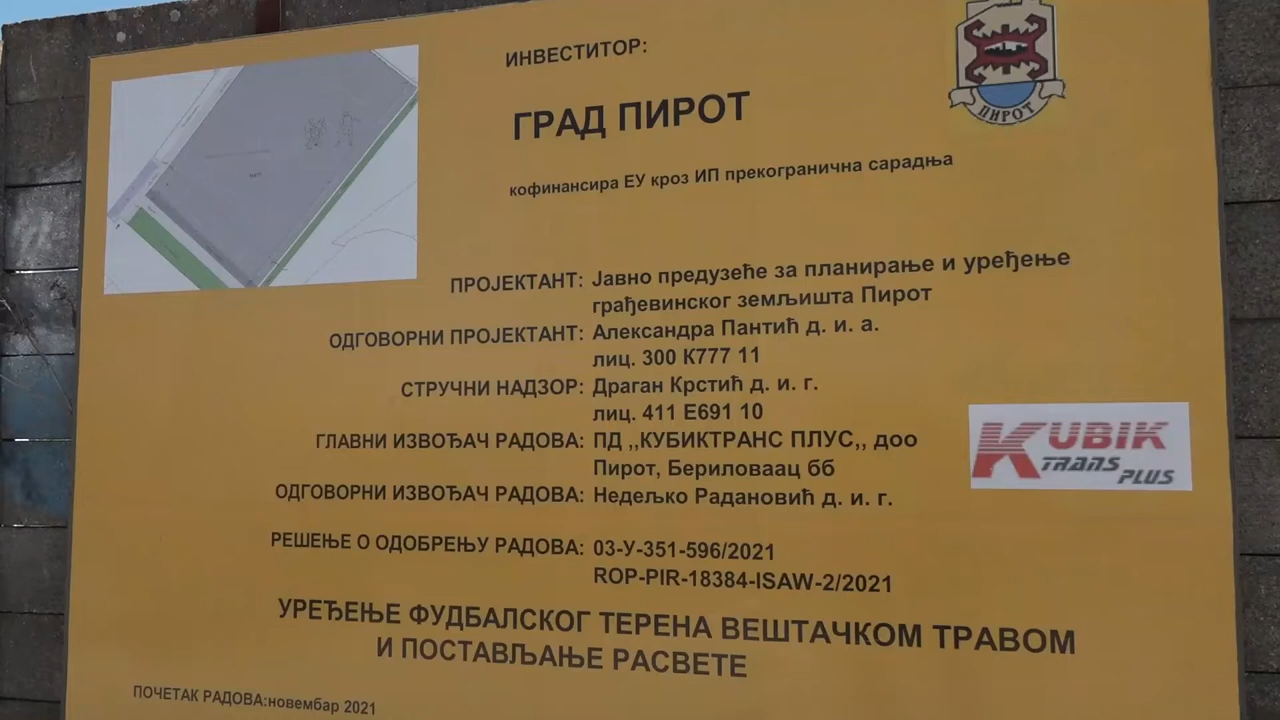 ИНВЕСТИТОР:
ГРАД ПИРОТ
ПИРОТ
кофинансира ЕУ кроз ИП прекогранична сарадња
ПРОЈЕКТАНТ: Јавно предузеће за планирање и уређење
грађевинског земљишта Пирот
ОДГОВОРНИ ПРОЈЕКТАНТ: Александра Пантић д. и. а.
лиц. 300 К777 11
СТРУЧНИ НАДЗОР: Драган Крстић д. и. г.
лиц. 411 Е691 10
ГЛАВНИ ИЗВОЂАЧ РАДОВА: ПД ,,КУБИКТРАНС ПЛУС,, доо
Пирот, Бериловаац бб
KUBIK
TRANS
PLUS
ОДГОВОРНИ ИЗВОЂАЧ РАДОВА: Недељко Радановић д. и. г.
РЕШЕЊЕ О ОДОБРЕЊУ РАДОВА: 03-У-351-596/2021
ROP-PIR-18384-ISAW-2/2021
УРЕЂЕЊЕ ФУДБАЛСКОГ ТЕРЕНА ВЕШТАЧКОМ ТРАВОМ
И ПОСТАВЉАЊЕ РАСВЕТЕ
ПОЧЕТАК РАДОВА:новембар 2021